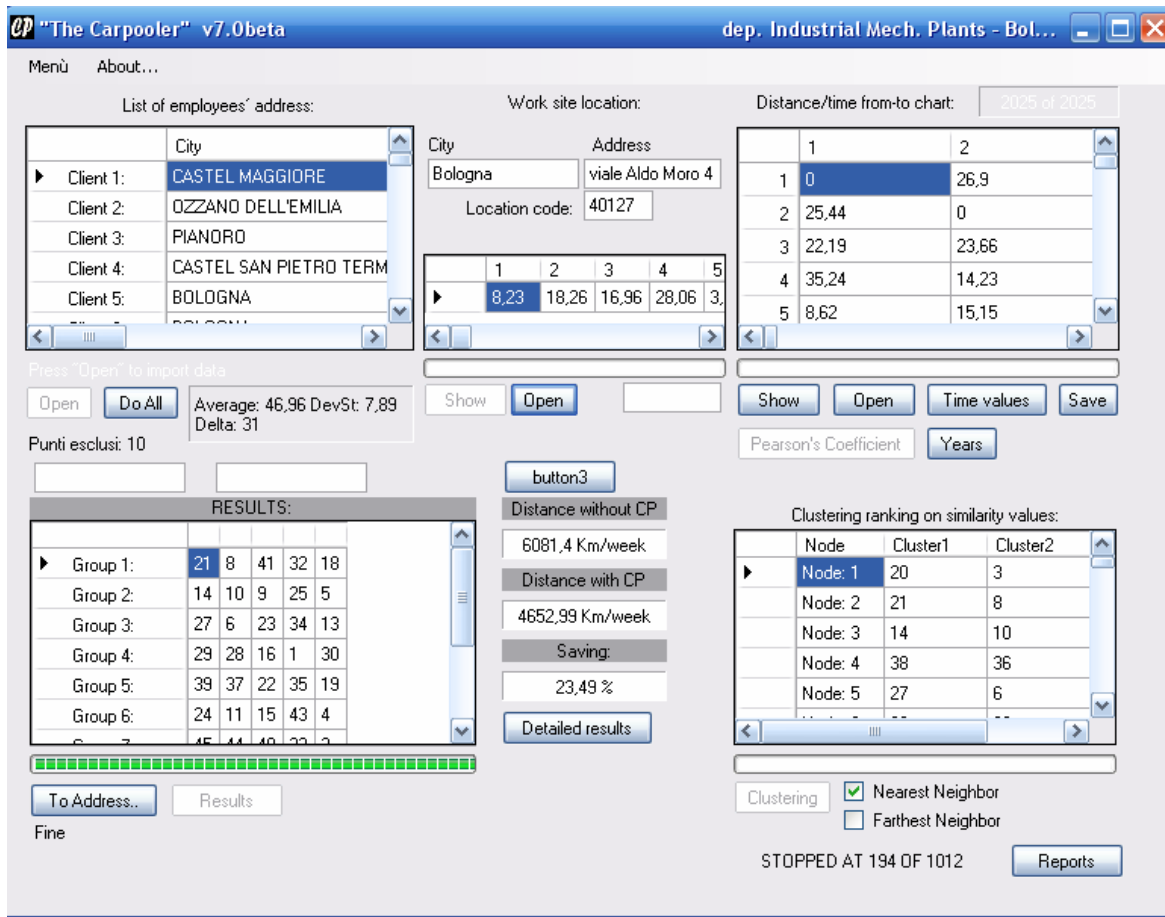 CP "The Carpooler" v7.0beta dep. Industrial Mech. Plants - Bol...
Menù About...
List of employees´ address:
City
Client 1: CASTEL MAGGIORE
Client 2: OZZANO DELL'EMILIA
Client 3: PIANORO
Client 4: CASTEL SAN PIETRO TERM
Client 5: BOLOGNA
Press "Open" to import data
Open Do All
Average: 46,96 DevSt: 7,89
Delta: 31
Punti esclusi: 10
Work site location:
City Address
Bologna viale Aldo Moro 4
Location code: 40127
1 2 3 4 5
8,23 18,26 16,96 28,06 3,
Show Open
Distance/time from-to chart: 2025 of 2025
1 2
1 0 26,9
2 25,44 0
3 22,19 23,66
4 35,24 14,23
5 8,62 15,15
Show Open Time values Save
Pearson's Coefficient Years
RESULTS:
Group 1: 21 8 41 32 18
Group 2: 14 10 9 25 5
Group 3: 27 6 23 34 13
Group 4: 29 28 16 1 30
Group 5: 39 37 22 35 19
Group 6: 24 11 15 43 4
To Address.. Results
Fine
button3
Distance without CP
6081,4 Km/week
Distance with CP
4652,99 Km/week
Saving:
23,49 %
Detailed results
Clustering ranking on similarity values:
Node Cluster1 Cluster2
Node: 1 20 3
Node: 2 21 8
Node: 3 14 10
Node: 4 38 36
Node: 5 27 6
Clustering
Nearest Neighbor
Farthest Neighbor
STOPPED AT 194 OF 1012 Reports